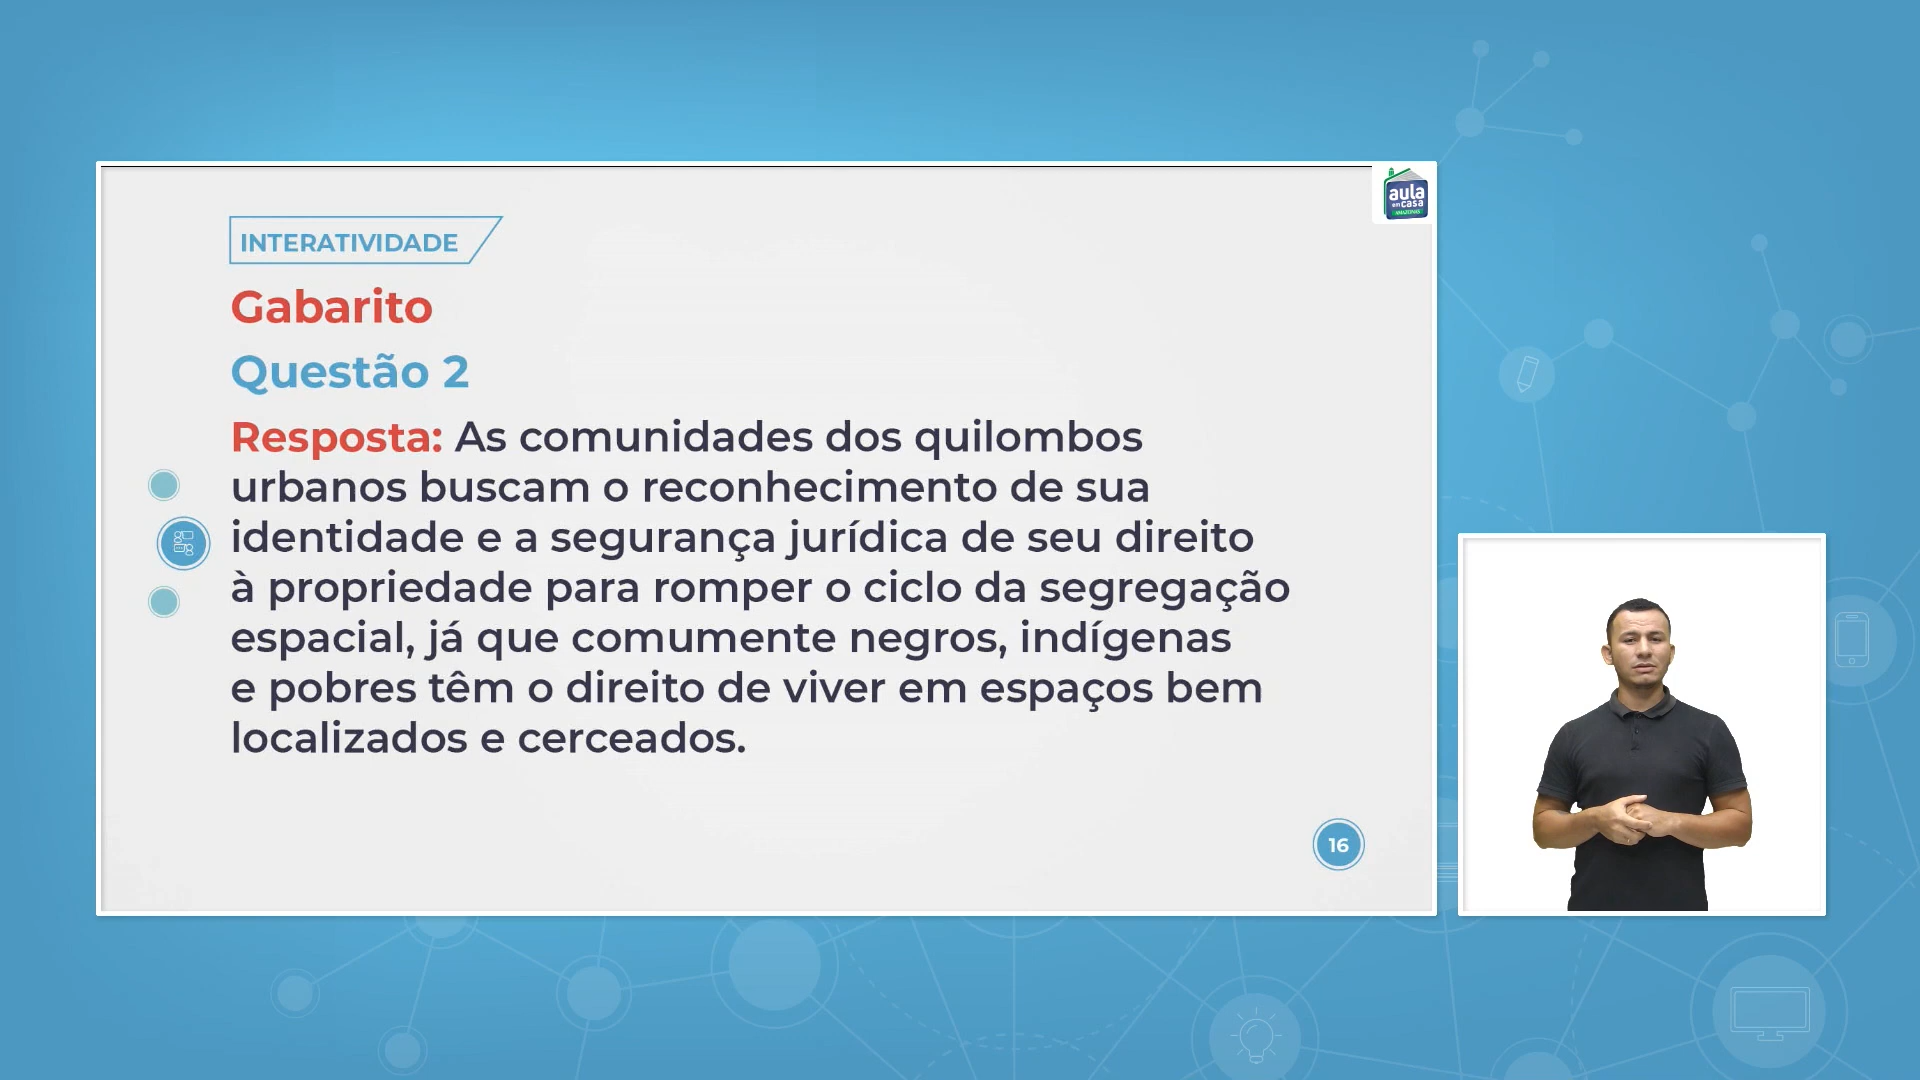 aula
em casa
AMAZONAS
INTERATIVIDADE
Gabarito
Questão 2
Resposta: As comunidades dos quilombos
urbanos buscam o reconhecimento de sua
identidade e a segurança jurídica de seu direito
à propriedade para romper o ciclo da segregação
espacial, já que comumente negros, indígenas
e pobres têm o direito de viver em espaços bem
localizados e cerceados.
16